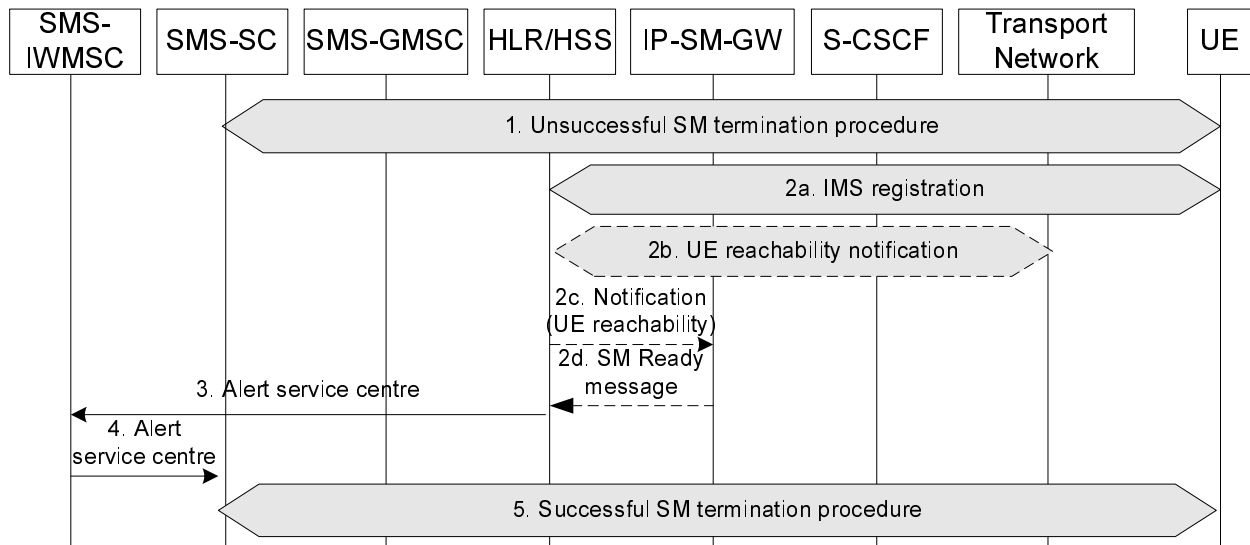 SMS-
IWMSC
SMS-SC
SMS-GMSC
HLR/HSS
IP-SM-GW
S-CSCF
Transport
Network
UE
1. Unsuccessful SM termination procedure
2a. IMS registration
2b. UE reachability notification
2c. Notification
(UE reachability)
2d. SM Ready
message
3. Alert service centre
4. Alert
service centre
5. Successful SM termination procedure